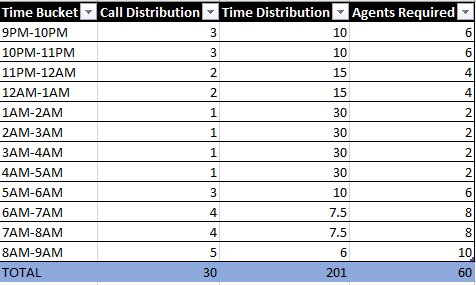 Time Bucket Call Distribution Time Distribution Agents Required
9PM-10PM 3 10 6
10PM-11PM 3 10 6
11PM-12AM 2 15 4
12AM-1AM 2 15 4
1AM-2AM 1 30 2
2AM-3AM 1 30 2
3AM-4AM 1 30 2
4AM-5AM 1 30 2
5AM-6AM 3 10 6
6AM-7AM 4 7.5 8
7AM-8AM 4 7.5 8
8AM-9AM 5 6 10
TOTAL 30 201 60